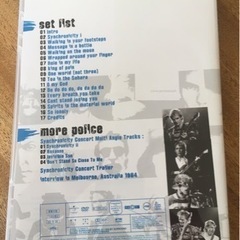 set list
01 Intro
02 Synchronicity I
03 Walking in your footsteps
04 Message in a bottle
05 Walking on the moon
06 Wrapped around your finger
07 Hole in my life
08 King of pain
09 One world (not three)
10 Tea in the Sahara
11 O my God
12 De do do do, de da da da
13 Every breath you take
14 Cant stand losing you
15 Spirits in the material world
16 So lonely
17 Credits
more police
Synchronicity Concert Multi Angle Tracks :
Synchronicity II
Roxanne
Invisible Sun
Don't Stand So Close To Me
Synchronicity Concert Trailer
Interview in Melbourne, Australia 1984